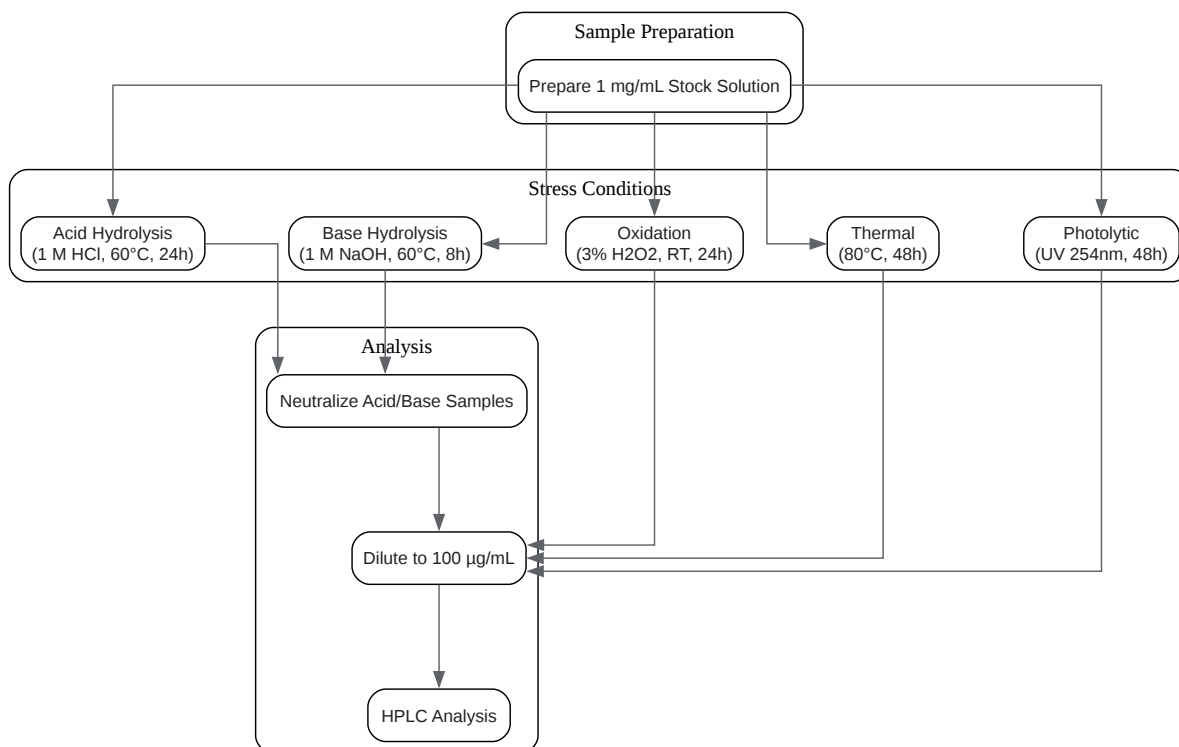 Sample Preparation
Prepare 1 mg/mL Stock Solution
Stress Conditions
Acid Hydrolysis
(1 M HCl, 60°C, 24h)
Base Hydrolysis
(1 M NaOH, 60°C, 8h)
Oxidation
(3% H2O2, RT, 24h)
Thermal
(80°C, 48h)
Photolytic
(UV 254nm, 48h)
Analysis
Neutralize Acid/Base Samples
Dilute to 100 µg/mL
HPLC Analysis